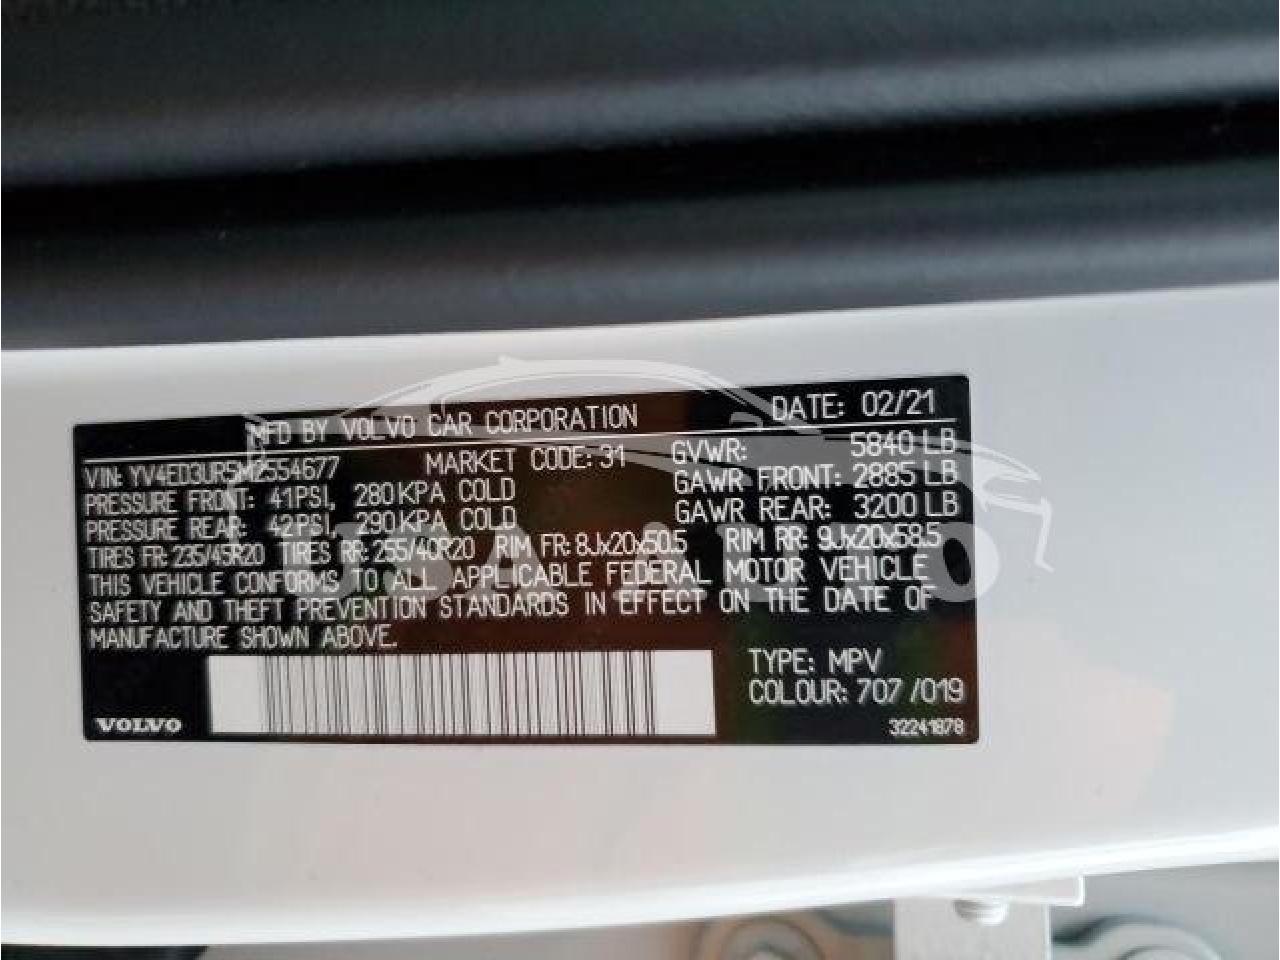 MFD BY VOLVO CAR CORPORATION DATE: 02/21
VIN: YV4ED3UR5M2554677 MARKET CODE: 31 GVWR: 5840 LB
PRESSURE FRONT: 41PSI, 280KPA COLD GAWR FRONT: 2885 LB
PRESSURE REAR: 42PSI, 290KPA COLD GAWR REAR: 3200 LB
TIRES FR: 235/45R20 TIRES RR: 255/40R20 RIM FR: 8Jx20x50.5 RIM RR: 9Jx20x58.5
THIS VEHICLE CONFORMS TO ALL APPLICABLE FEDERAL MOTOR VEHICLE
SAFETY AND THEFT PREVENTION STANDARDS IN EFFECT ON THE DATE OF
MANUFACTURE SHOWN ABOVE.
TYPE: MPV
COLOUR: 707/019
VOLVO
32241878
USA AUTO